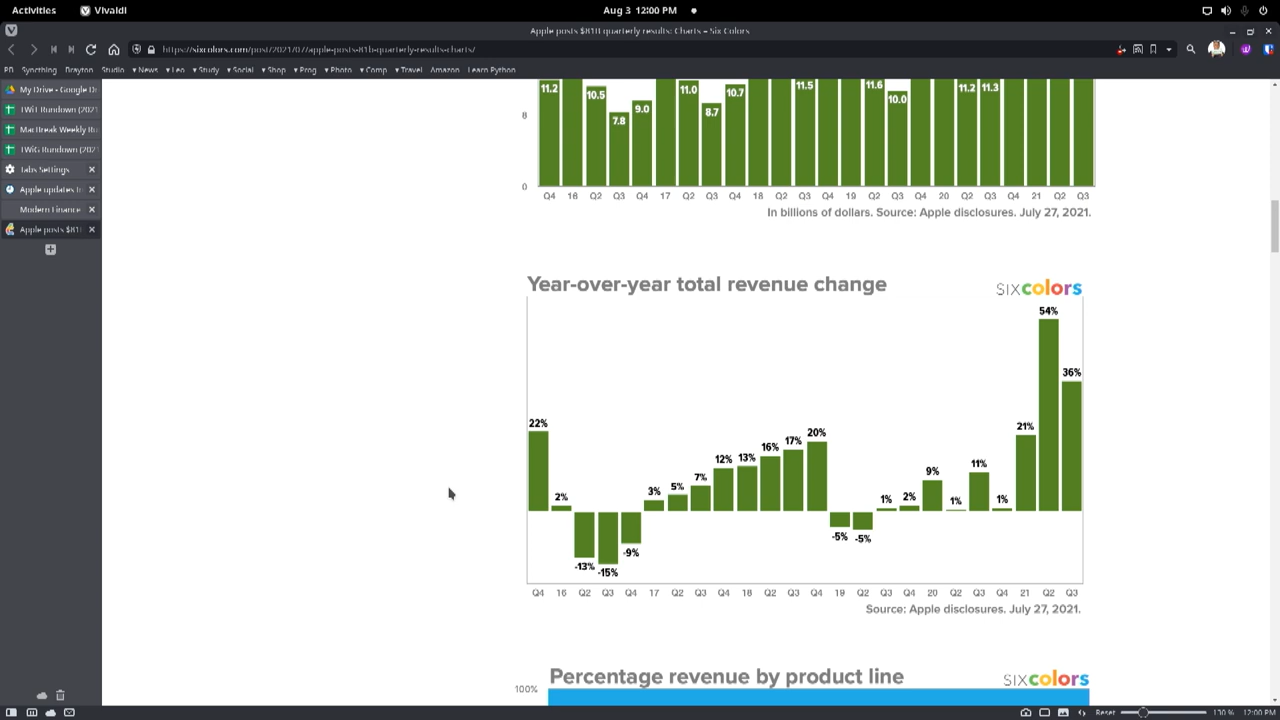 Activities
Vivaldi
Aug 3 12:00 PM
Apple posts $81B quarterly results: Charts – Six Colors
https://sixcolors.com/post/2021/07/apple-posts-81b-quarterly-results-charts/
PB Syncthing Drayton Studio News Leo Study Social Shop Prog Photo Comp Travel Amazon Learn Python
My Drive - Google Dr
TWiT Rundown (2021
MacBreak Weekly Ru
TWiG Rundown (202
Tabs Settings
Apple updates
Modern Finance
Apple posts $81
11.2 10.5 7.8 9.0 11.0 8.7 10.7 11.5 11.6 10.0 11.2 11.3
8
0
Q4 16 Q2 Q3 Q4 17 Q2 Q3 Q4 18 Q2 Q3 Q4 19 Q2 Q3 Q4 20 Q2 Q3 Q4 21 Q2 Q3
In billions of dollars. Source: Apple disclosures. July 27, 2021.
Year-over-year total revenue change
SIXcolors
22% 2% -13% -15% -9% 3% 5% 7% 12% 13% 16% 17% 20% -5% -5% 1% 2% 9% 1% 11% 1% 21% 54% 36%
Q4 16 Q2 Q3 Q4 17 Q2 Q3 Q4 18 Q2 Q3 Q4 19 Q2 Q3 Q4 20 Q2 Q3 Q4 21 Q2 Q3
Source: Apple disclosures. July 27, 2021.
Percentage revenue by product line
SIXcolors
100%
Reset 130 % 12:00 PM